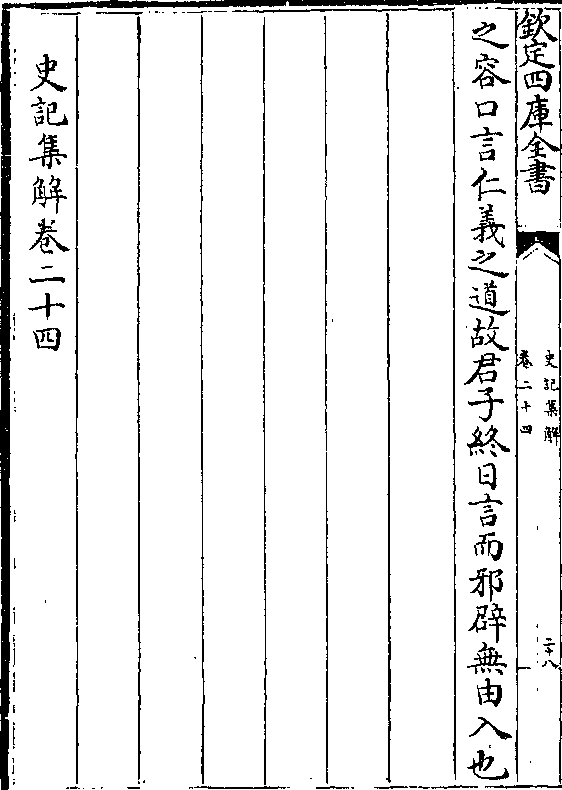 欽定四庫全書
史記集解
卷二十四
二十八
之容口言仁義之道故君子終日言而邪辟無由入也
史記集解卷二十四